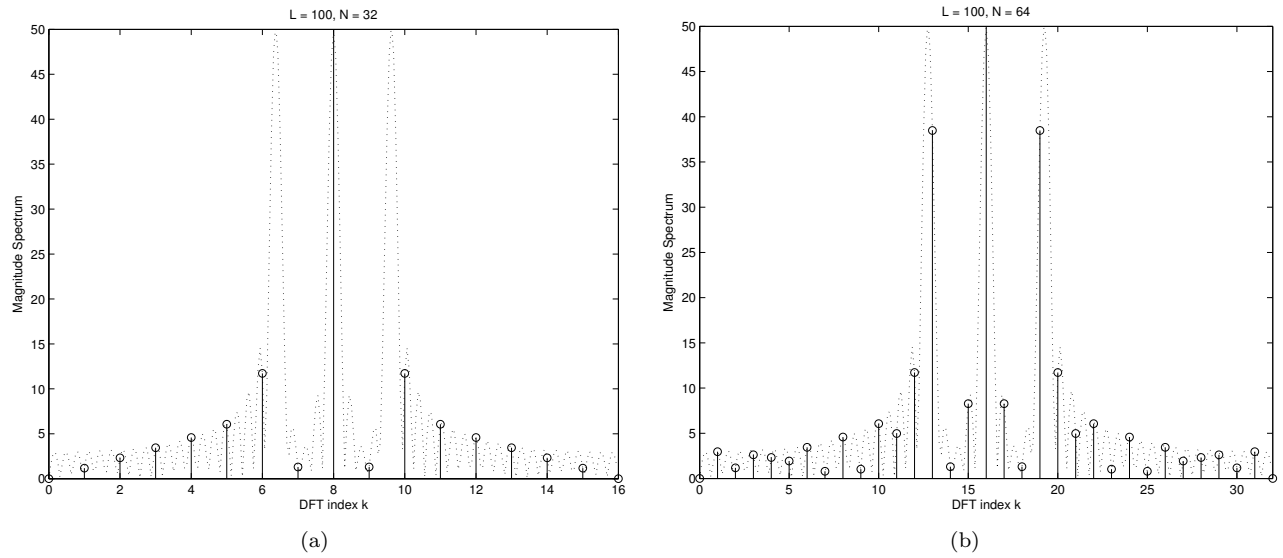 L = 100, N = 32
50
45
40
35
30
25
20
15
10
5
0
Magnitude Spectrum
0 2 4 6 8 10 12 14 16
DFT index k
(a)
L = 100, N = 64
50
45
40
35
30
25
20
15
10
5
0
Magnitude Spectrum
0 5 10 15 20 25 30
DFT index k
(b)